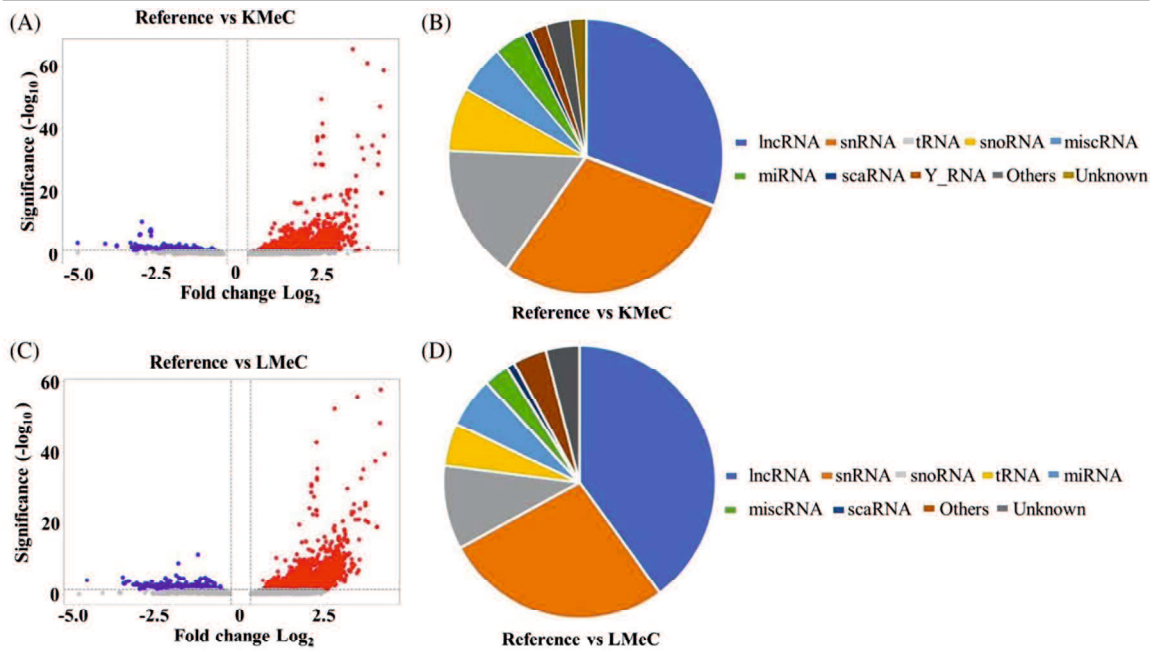 (A)
Reference vs KMeC
Significance (-log10)
60
40
20
0
-5.0 -2.5 0 2.5
Fold change Log2
(B)
lncRNA snRNA tRNA snoRNA miscRNA
miRNA scaRNA Y_RNA Others Unknown
Reference vs KMeC
(C)
Reference vs LMeC
Significance (-log10)
60
40
20
0
-5.0 -2.5 0 2.5
Fold change Log2
(D)
lncRNA snRNA snoRNA tRNA miRNA
miscRNA scaRNA Others Unknown
Reference vs LMeC